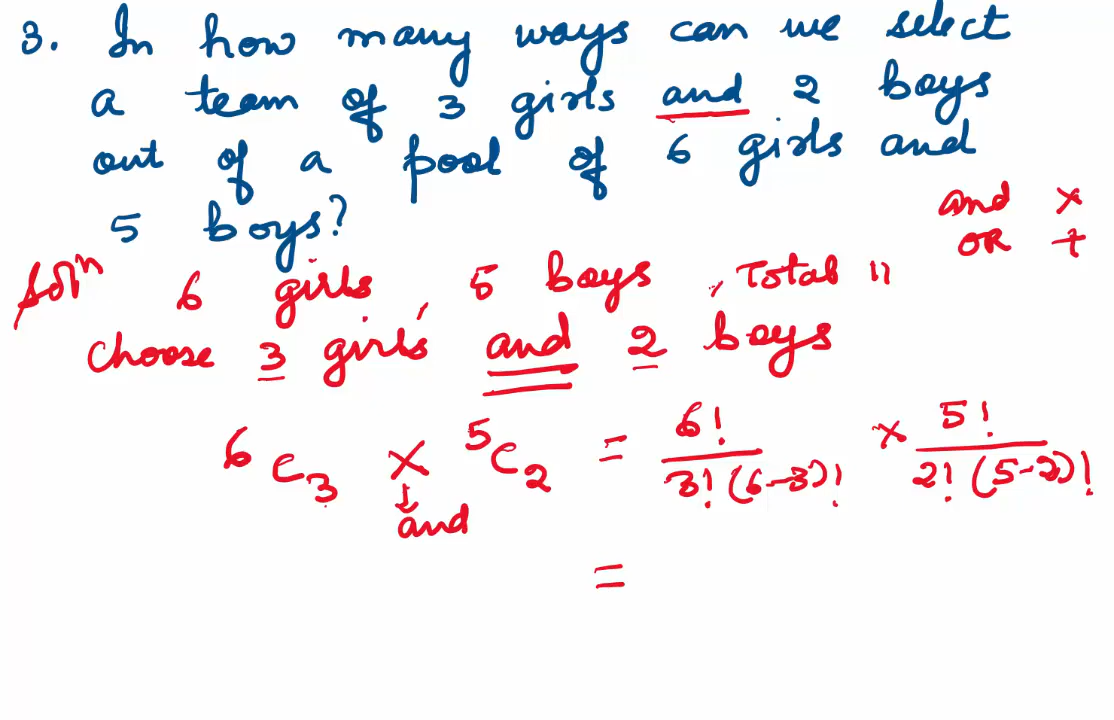 3. In how many ways can we select
a team of 3 girls and 2 boys
out of a pool of 6 girls and
5 boys?
and ×
OR +
Solⁿ 6 girls, 5 boys, Total 11
Choose 3 girls and 2 boys
⁶C₃ × ⁵C₂ = 6!/3!(6-3)! × 5!/2!(5-2)!
↓
and
=